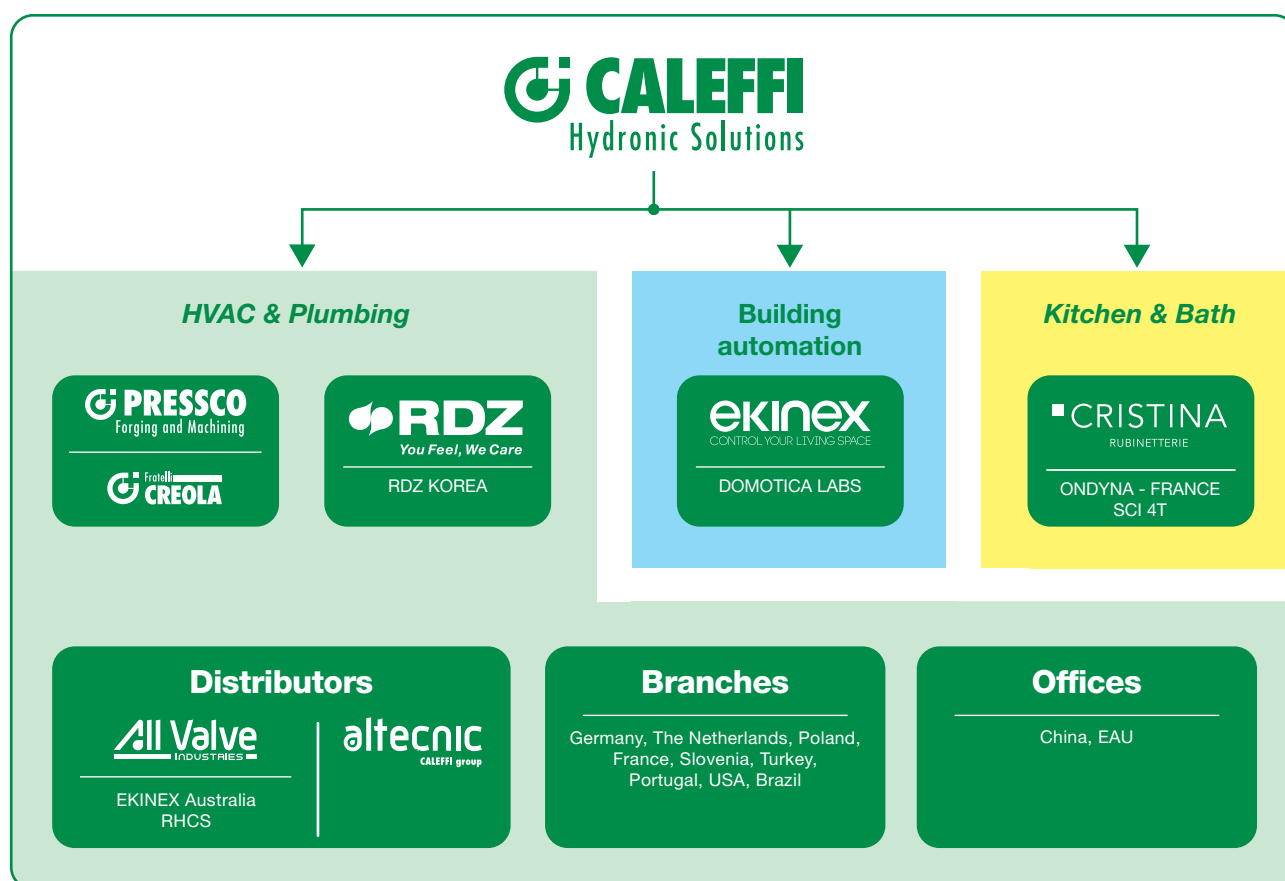 CALEFFI
Hydronic Solutions
HVAC & Plumbing
PRESSCO
Forging and Machining
Fratelli
CREOLA
RDZ
You Feel, We Care
RDZ KOREA
Building
automation
ekinex
CONTROL YOUR LIVING SPACE
DOMOTICA LABS
Kitchen & Bath
CRISTINA
RUBINETTERIE
ONDYNA - FRANCE
SCI 4T
Distributors
All Valve
INDUSTRIES
EKINEX Australia
RHCS
altecnic
CALEFFI group
Branches
Germany, The Netherlands, Poland,
France, Slovenia, Turkey,
Portugal, USA, Brazil
Offices
China, EAU